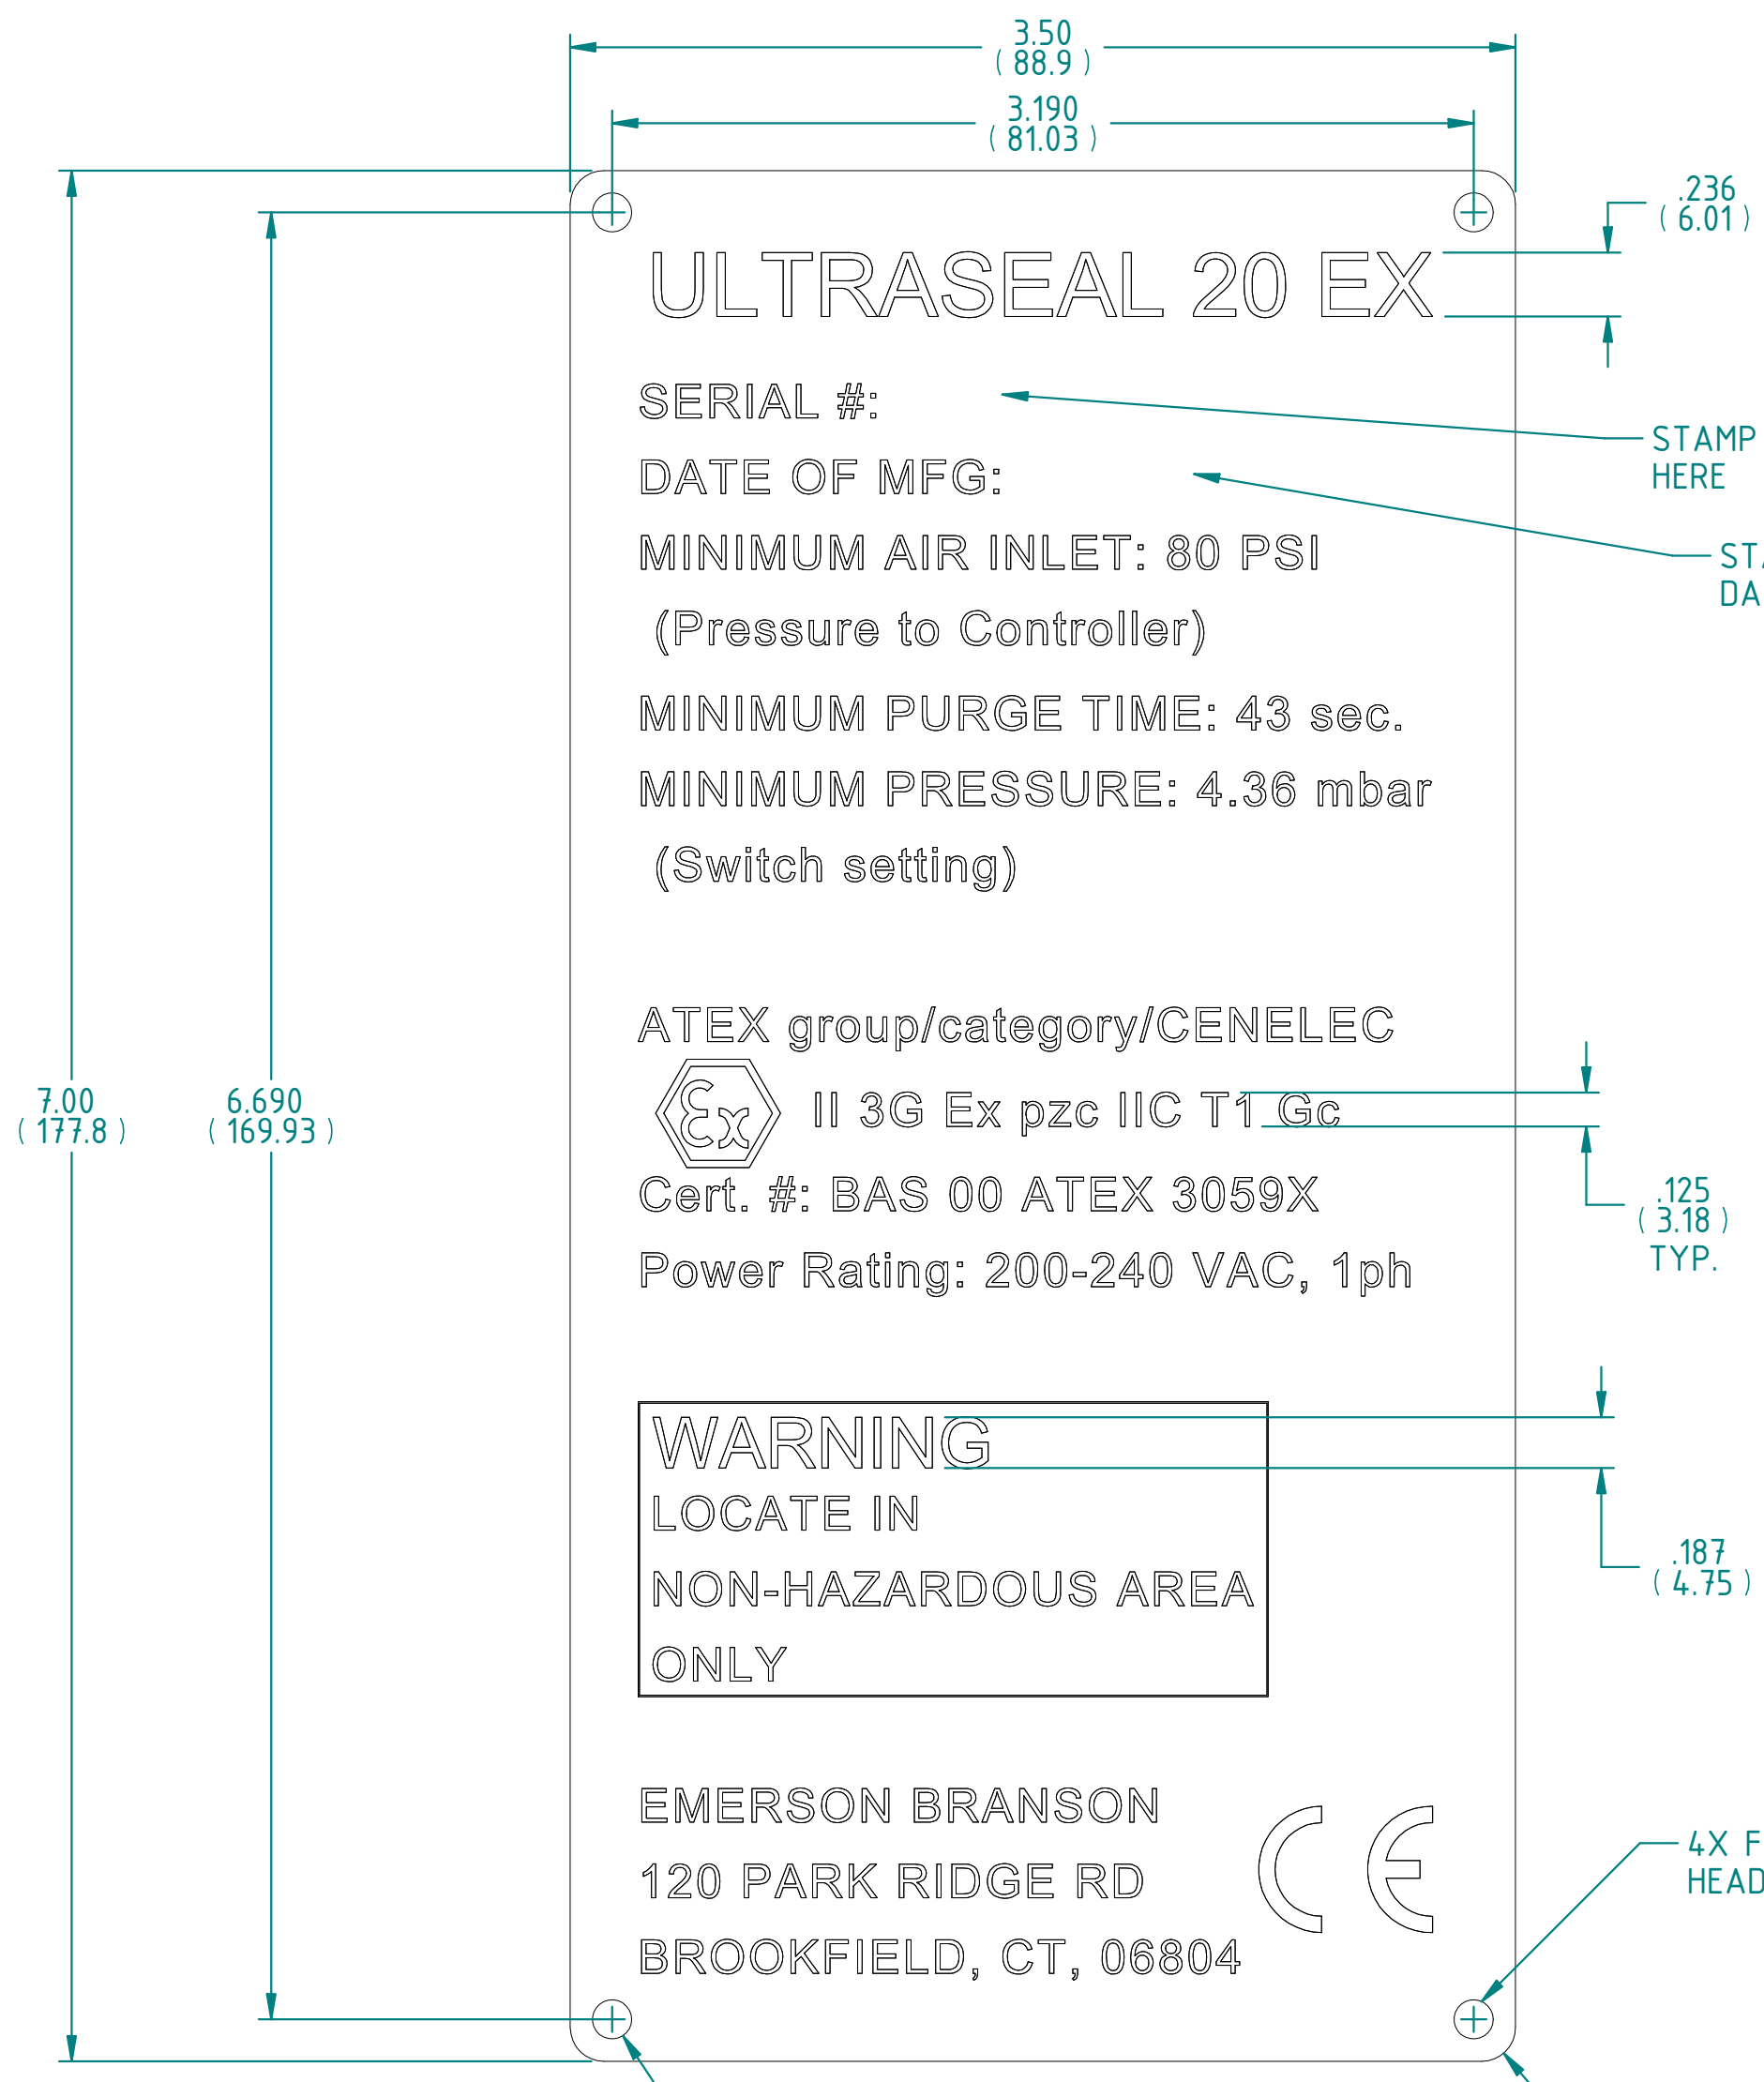 3.50
( 88.9 )
3.190
( 81.03 )
.236
( 6.01 )
ULTRASEAL 20 EX
SERIAL #:
STAMP
HERE
DATE OF MFG:
MINIMUM AIR INLET: 80 PSI
(Pressure to Controller)
MINIMUM PURGE TIME: 43 sec.
MINIMUM PRESSURE: 4.36 mbar
(Switch setting)
ATEX group/category/CENELEC
7.00
( 177.8 )
6.690
( 169.93 )
Ex II 3G Ex pzc IIC T1 Gc
.125
( 3.18 )
TYP.
Cert. #: BAS 00 ATEX 3059X
Power Rating: 200-240 VAC, 1ph
WARNING
LOCATE IN
NON-HAZARDOUS AREA
ONLY
.187
( 4.75 )
EMERSON BRANSON
120 PARK RIDGE RD
BROOKFIELD, CT, 06804
CE
4X F
HEAD